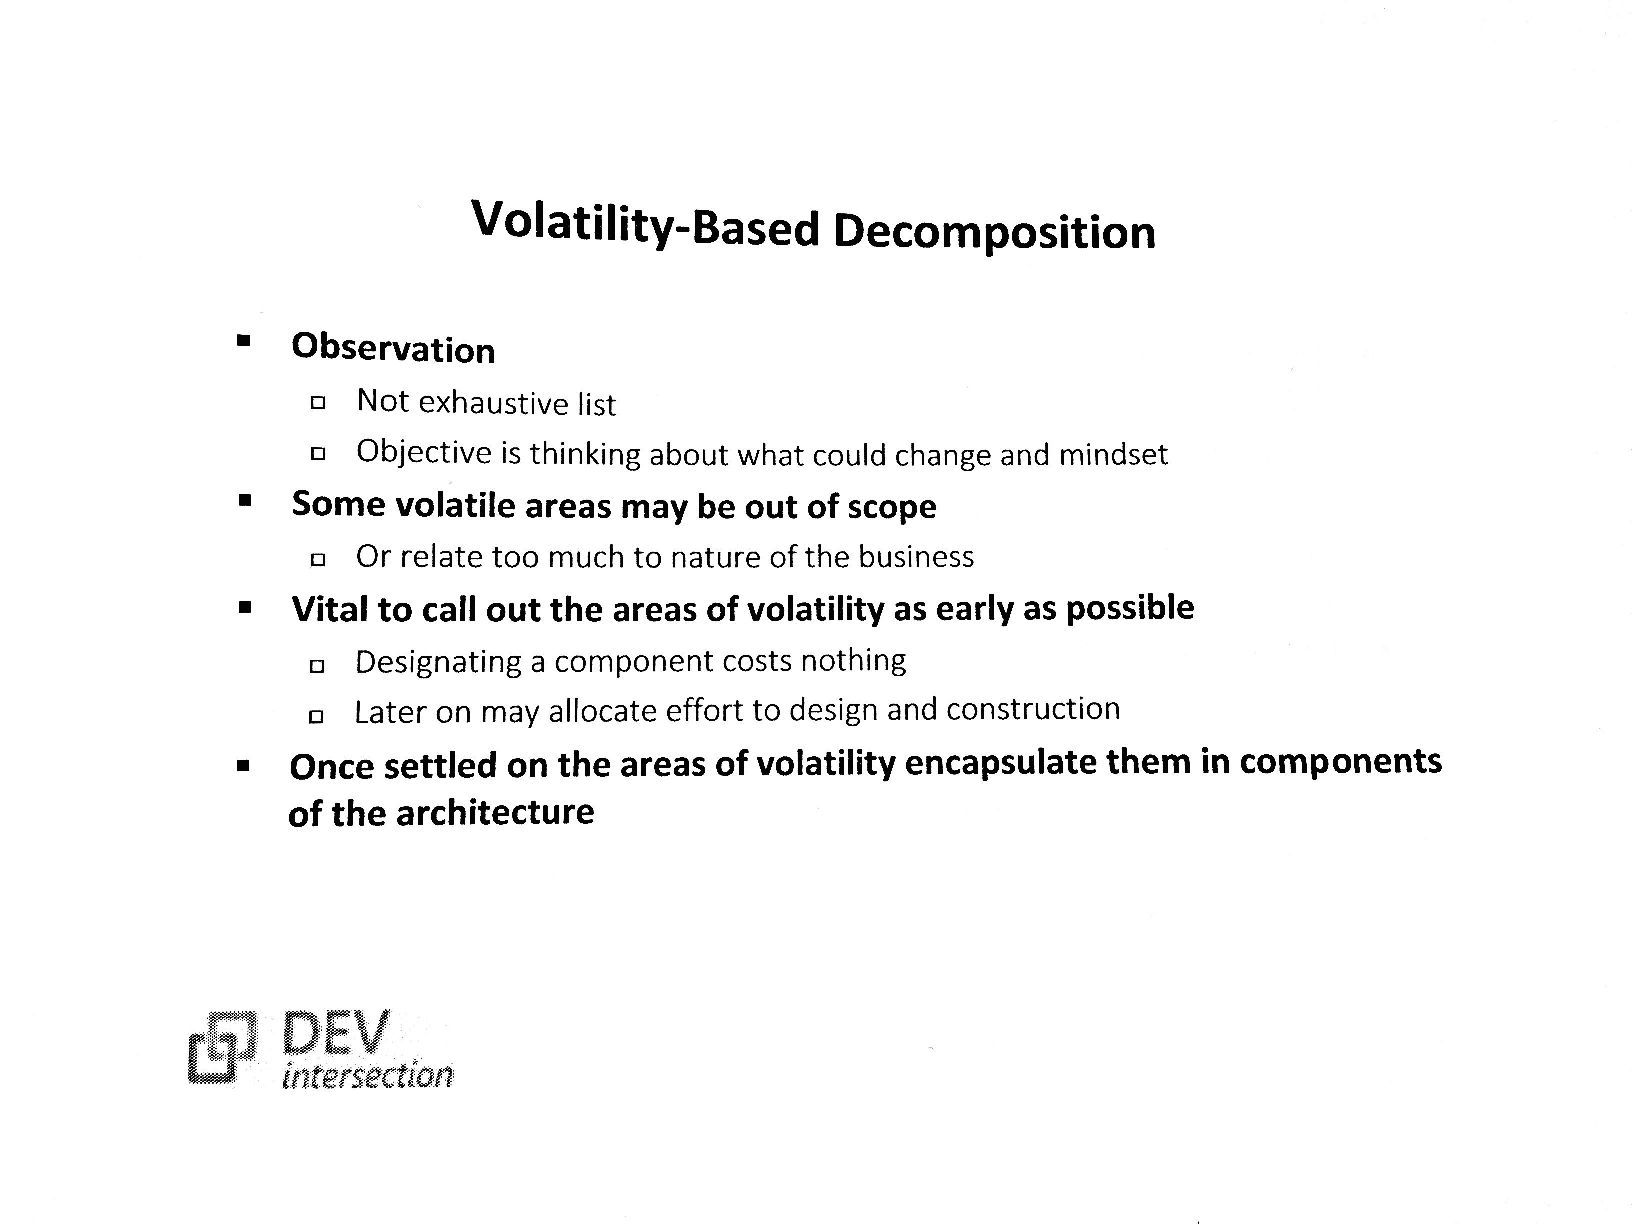 Volatility-Based Decomposition
▪ Observation
▫ Not exhaustive list
▫ Objective is thinking about what could change and mindset
▪ Some volatile areas may be out of scope
▫ Or relate too much to nature of the business
▪ Vital to call out the areas of volatility as early as possible
▫ Designating a component costs nothing
▫ Later on may allocate effort to design and construction
▪ Once settled on the areas of volatility encapsulate them in components
of the architecture
DEV
intersection